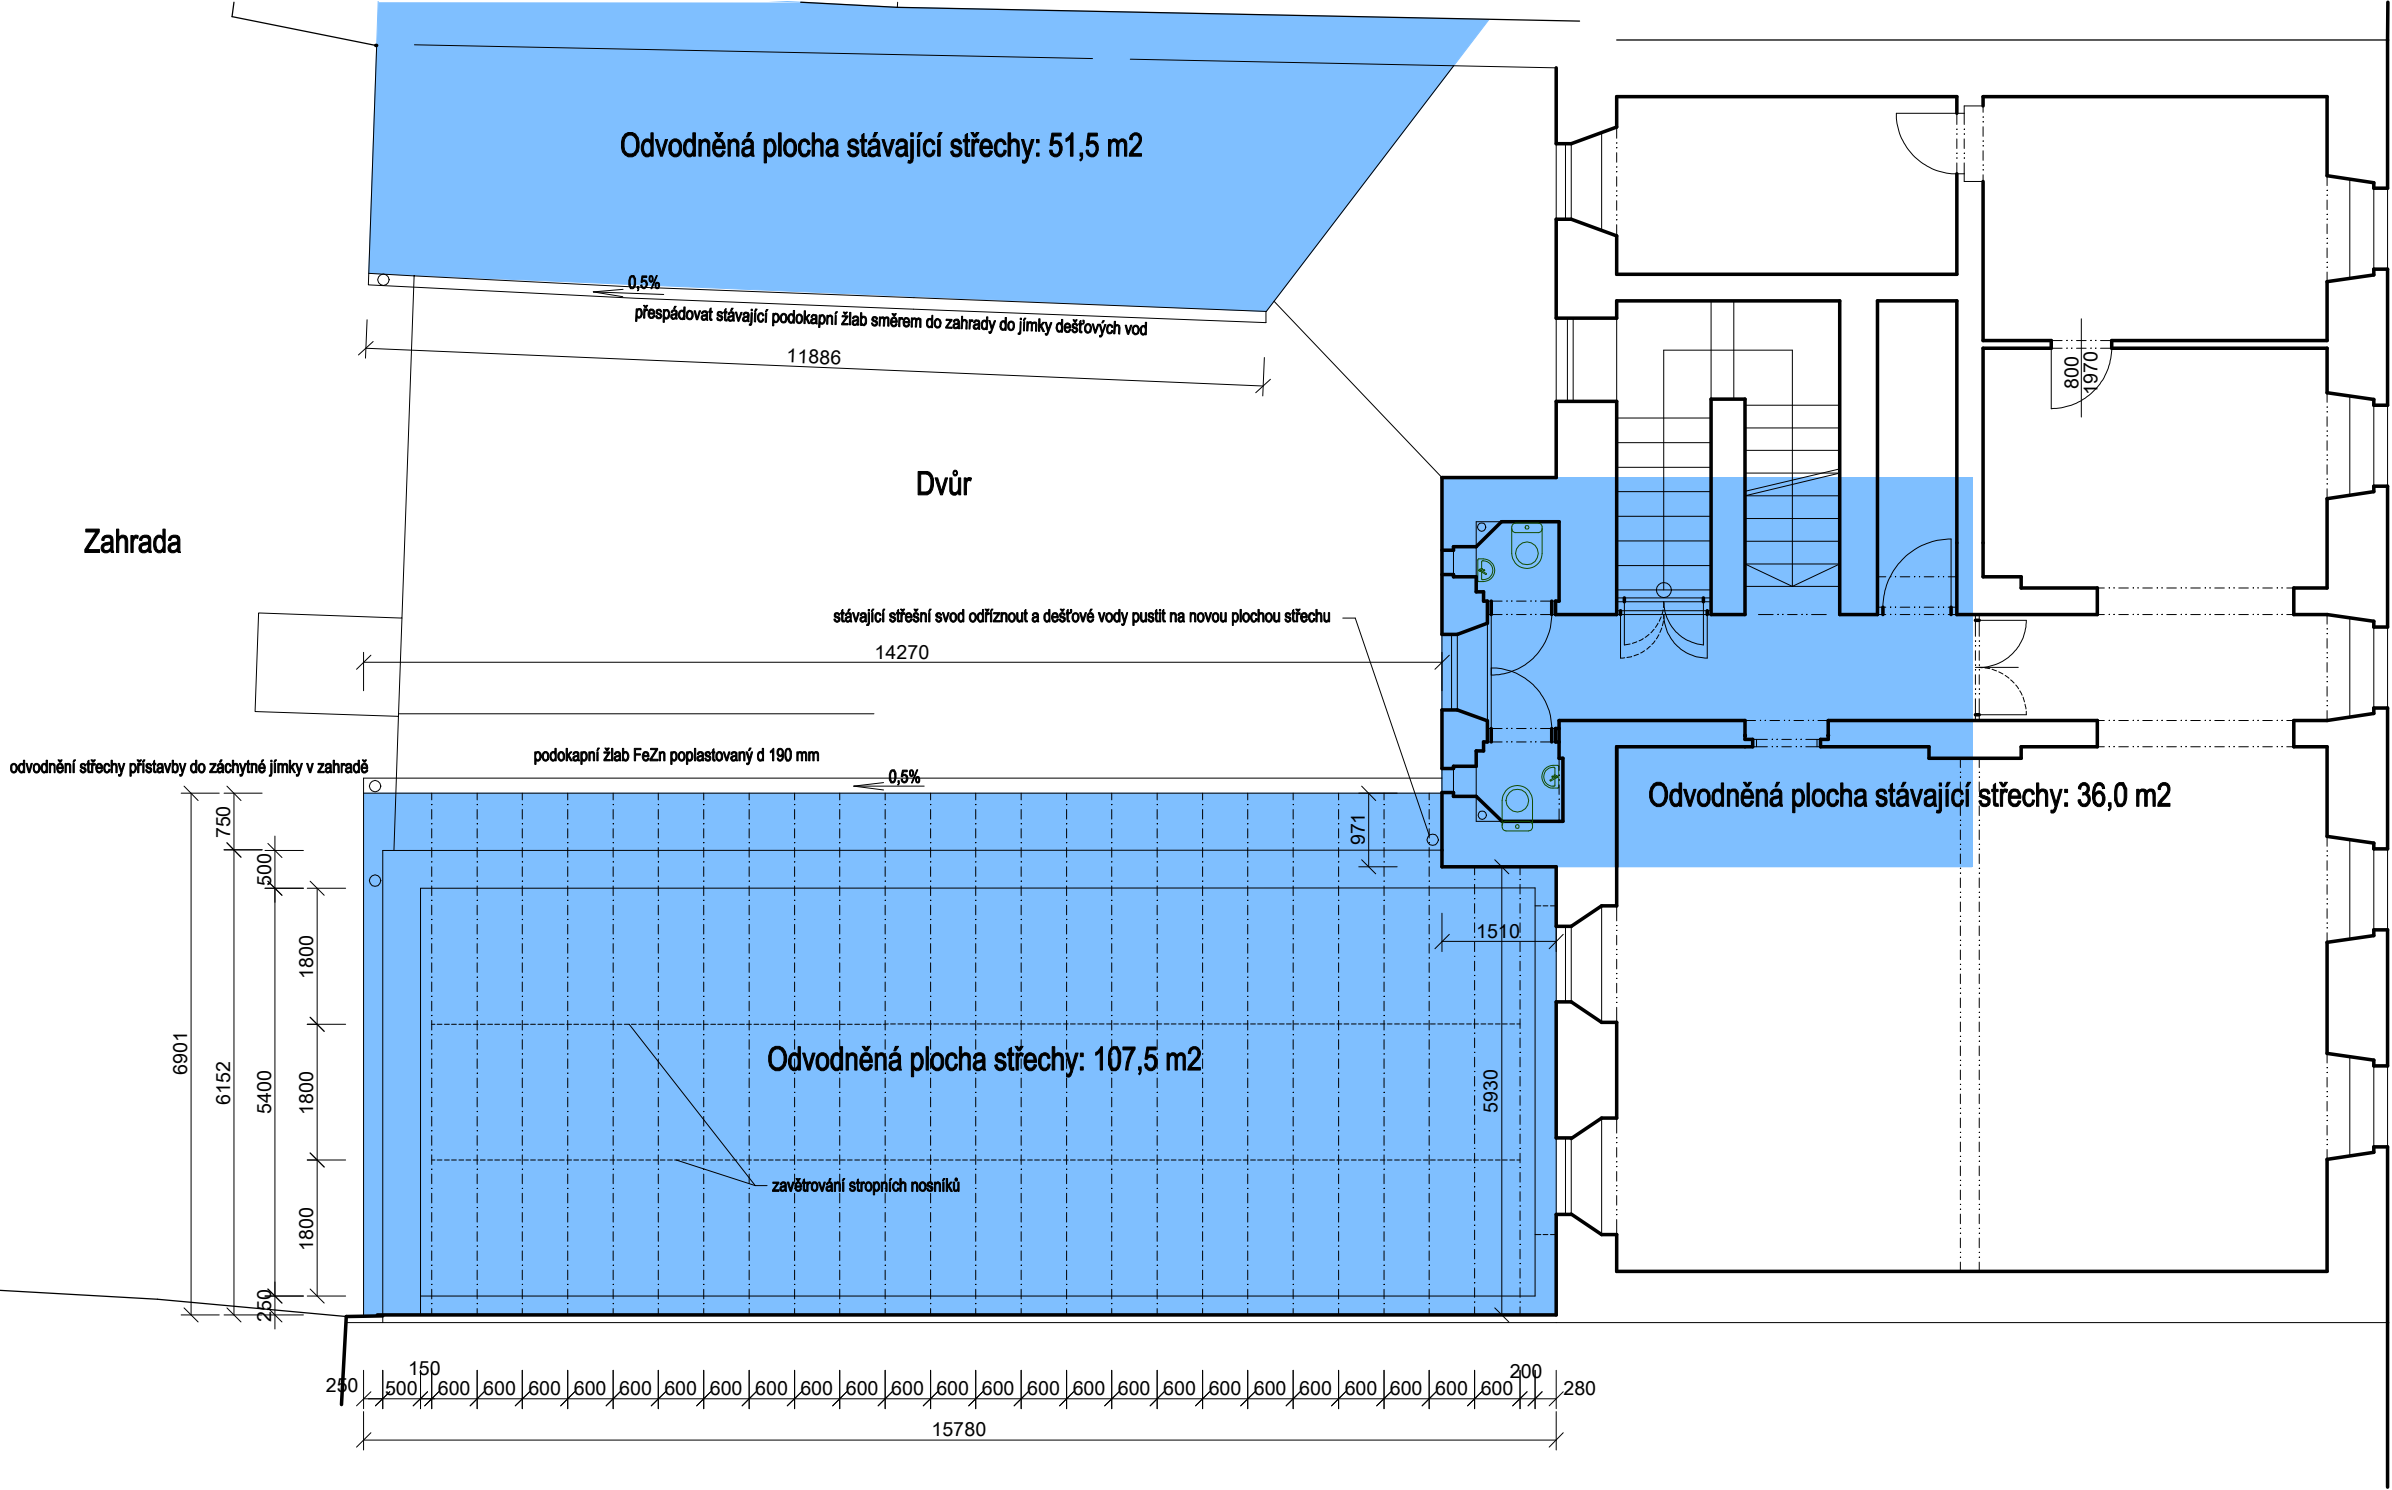 Odvodněná plocha stávající střechy: 51,5 m2
0,5%
přespádovat stávající podokapní žlab směrem do zahrady do jímky dešťových vod
11886
800
1970
Dvůr
Zahrada
stávající střešní svod odříznout a dešťové vody pustit na novou plochou střechu
14270
podokapní žlab FeZn poplastovaný d 190 mm
odvodnění střechy přístavby do záchytné jímky v zahradě
0,5%
Odvodněná plocha stávající střechy: 36,0 m2
750
971
500
1510
1800
6901
6152
5400
1800
Odvodněná plocha střechy: 107,5 m2
5930
zavětrování stropních nosníků
1800
250
150
200
250
500 600 600 600 600 600 600 600 600 600 600 600 600 600 600 600 600 600 600 600 600 600 600 600 600
280
15780